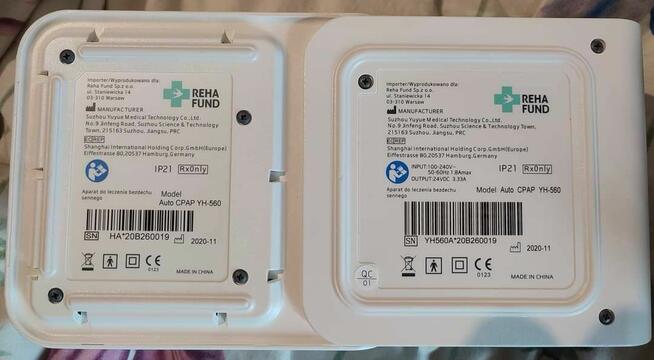 Importer/Wyprodukowano dla:
Reha Fund Sp.z o.o.
ul. Staniewicka 14
03-310 Warsaw
REHA
FUND
MANUFACTURER
Suzhou Yuyue Medical Technology Co.,Ltd.
No.9 Jinfeng Road, Suzhou Science & Technology
Town, 215163 Suzhou, Jiangsu, PRC
EC REP
Shanghai International Holding Corp.GmbH(Europe)
Eiffestrasse 80,20537 Hamburg,Germany
IP21 Rx0nly
Aparat do leczenia bezdechu
sennego
Model
Auto CPAP YH-560
SN HA*20B260019 2020-11
0123
MADE IN CHINA
Importer/Wyprodukowano dla:
Reha Fund Sp.z o.o.
ul. Staniewicka 14
03-310 Warsaw
REHA
FUND
MANUFACTURER
Suzhou Yuyue Medical Technology Co.,Ltd.
No.9 Jinfeng Road, Suzhou Science & Technology
Town, 215163 Suzhou, Jiangsu, PRC
EC REP
Shanghai International Holding Corp.GmbH(Europe)
Eiffestrasse 80,20537 Hamburg,Germany
INPUT:100-240V~
50-60Hz 1.8Amax
OUTPUT:24VDC 3.33A
IP21 Rx0nly
Aparat do leczenia bezdechu
sennego
Model Auto CPAP YH-560
SN YH560A*20B260019 2020-11
QC
01
0123
MADE IN CHINA